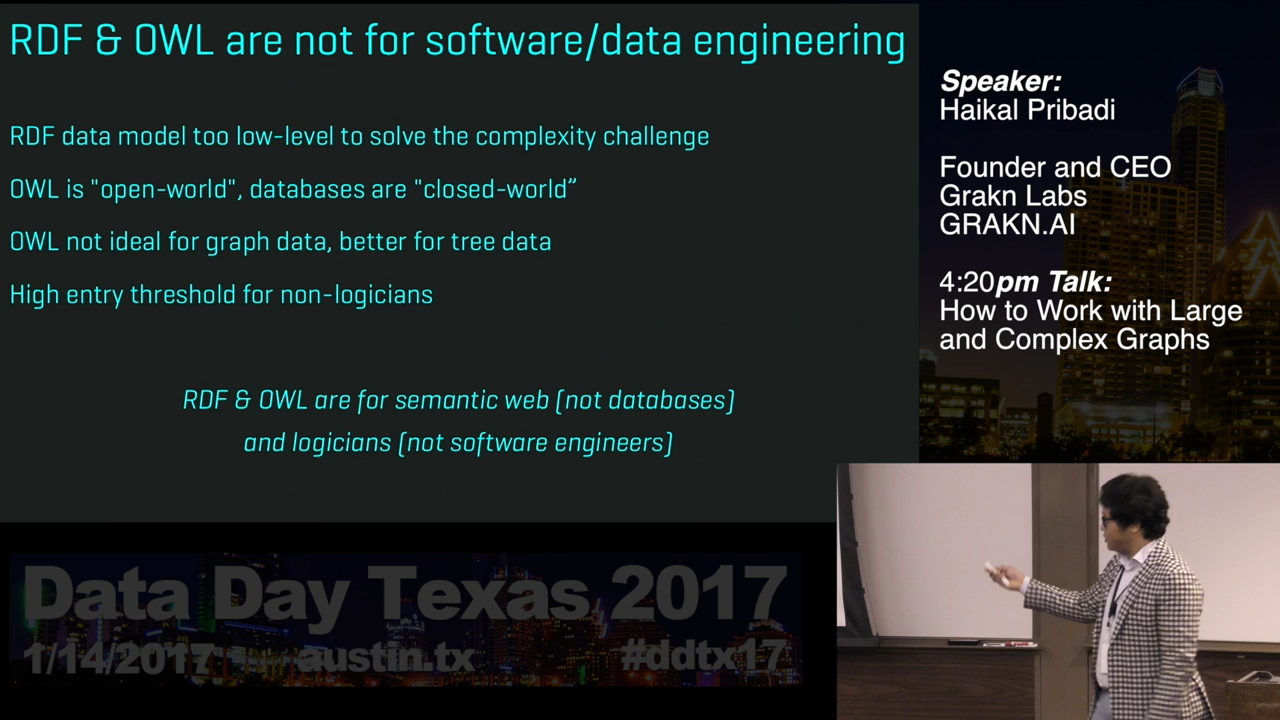 RDF & OWL are not for software/data engineering
RDF data model too low-level to solve the complexity challenge
OWL is "open-world", databases are "closed-world”
OWL not ideal for graph data, better for tree data
High entry threshold for non-logicians
RDF & OWL are for semantic web (not databases)
and logicians (not software engineers)
Speaker:
Haikal Pribadi
Founder and CEO
Grakn Labs
GRAKN.AI
4:20pm Talk:
How to Work with Large
and Complex Graphs
Data Day Texas 2017
1/14/2017 austin.tx #ddtx17